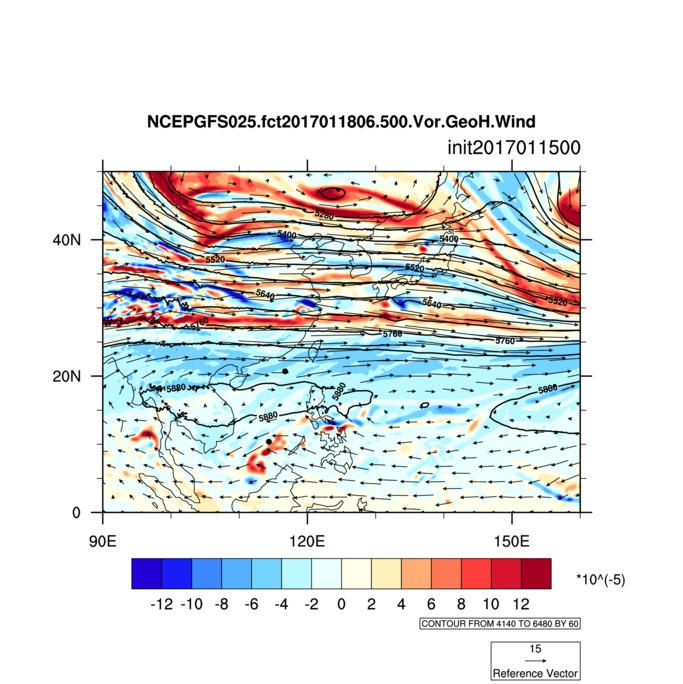 NCEPGFS025.fct2017011806.500.Vor.GeoH.Wind
init2017011500
5280
40N
5400
5400
5520
5520
5640
5640
5520
5760
5760
5760
20N
5880
5880
5880
5880
0
90E 120E 150E
*10^(-5)
-12 -10 -8 -6 -4 -2 0 2 4 6 8 10 12
CONTOUR FROM 4140 TO 6480 BY 60
15
Reference Vector